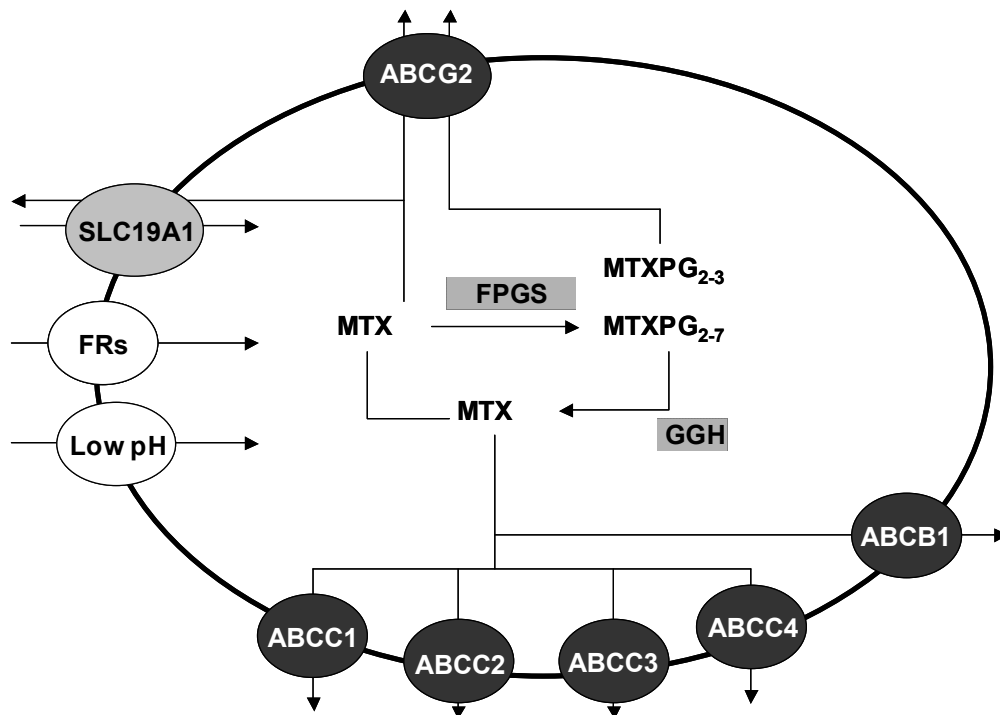 ABCG2
SLC19A1
MTXPG2-3
FPGS
MTX
MTXPG2-7
FRs
MTX
Low pH
GGH
ABCB1
ABCC1
ABCC2
ABCC3
ABCC4